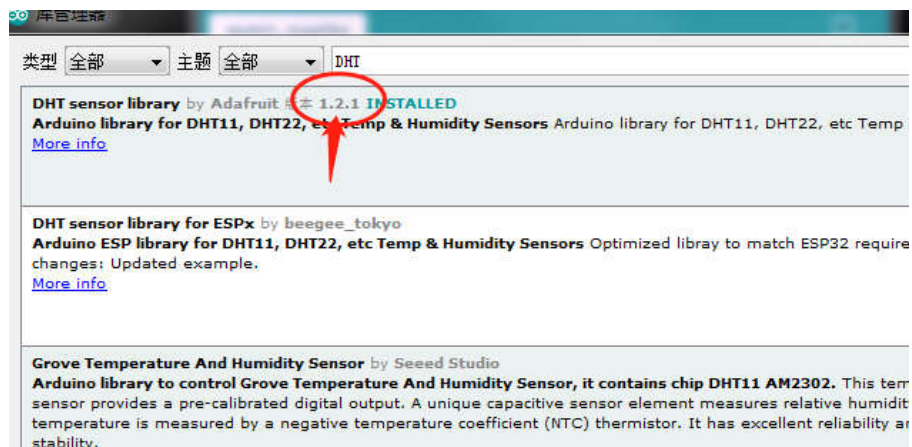 库管理器
类型 全部 主题 全部 DHT
DHT sensor library by Adafruit 版本 1.2.1 INSTALLED
Arduino library for DHT11, DHT22, etc Temp & Humidity Sensors Arduino library for DHT11, DHT22, etc Temp
More info
DHT sensor library for ESPx by beegee_tokyo
Arduino ESP library for DHT11, DHT22, etc Temp & Humidity Sensors Optimized libray to match ESP32 require
changes: Updated example.
More info
Grove Temperature And Humidity Sensor by Seeed Studio
Arduino library to control Grove Temperature And Humidity Sensor, it contains chip DHT11 AM2302. This tem
sensor provides a pre-calibrated digital output. A unique capacitive sensor element measures relative humidit
temperature is measured by a negative temperature coefficient (NTC) thermistor. It has excellent reliability a
stability.